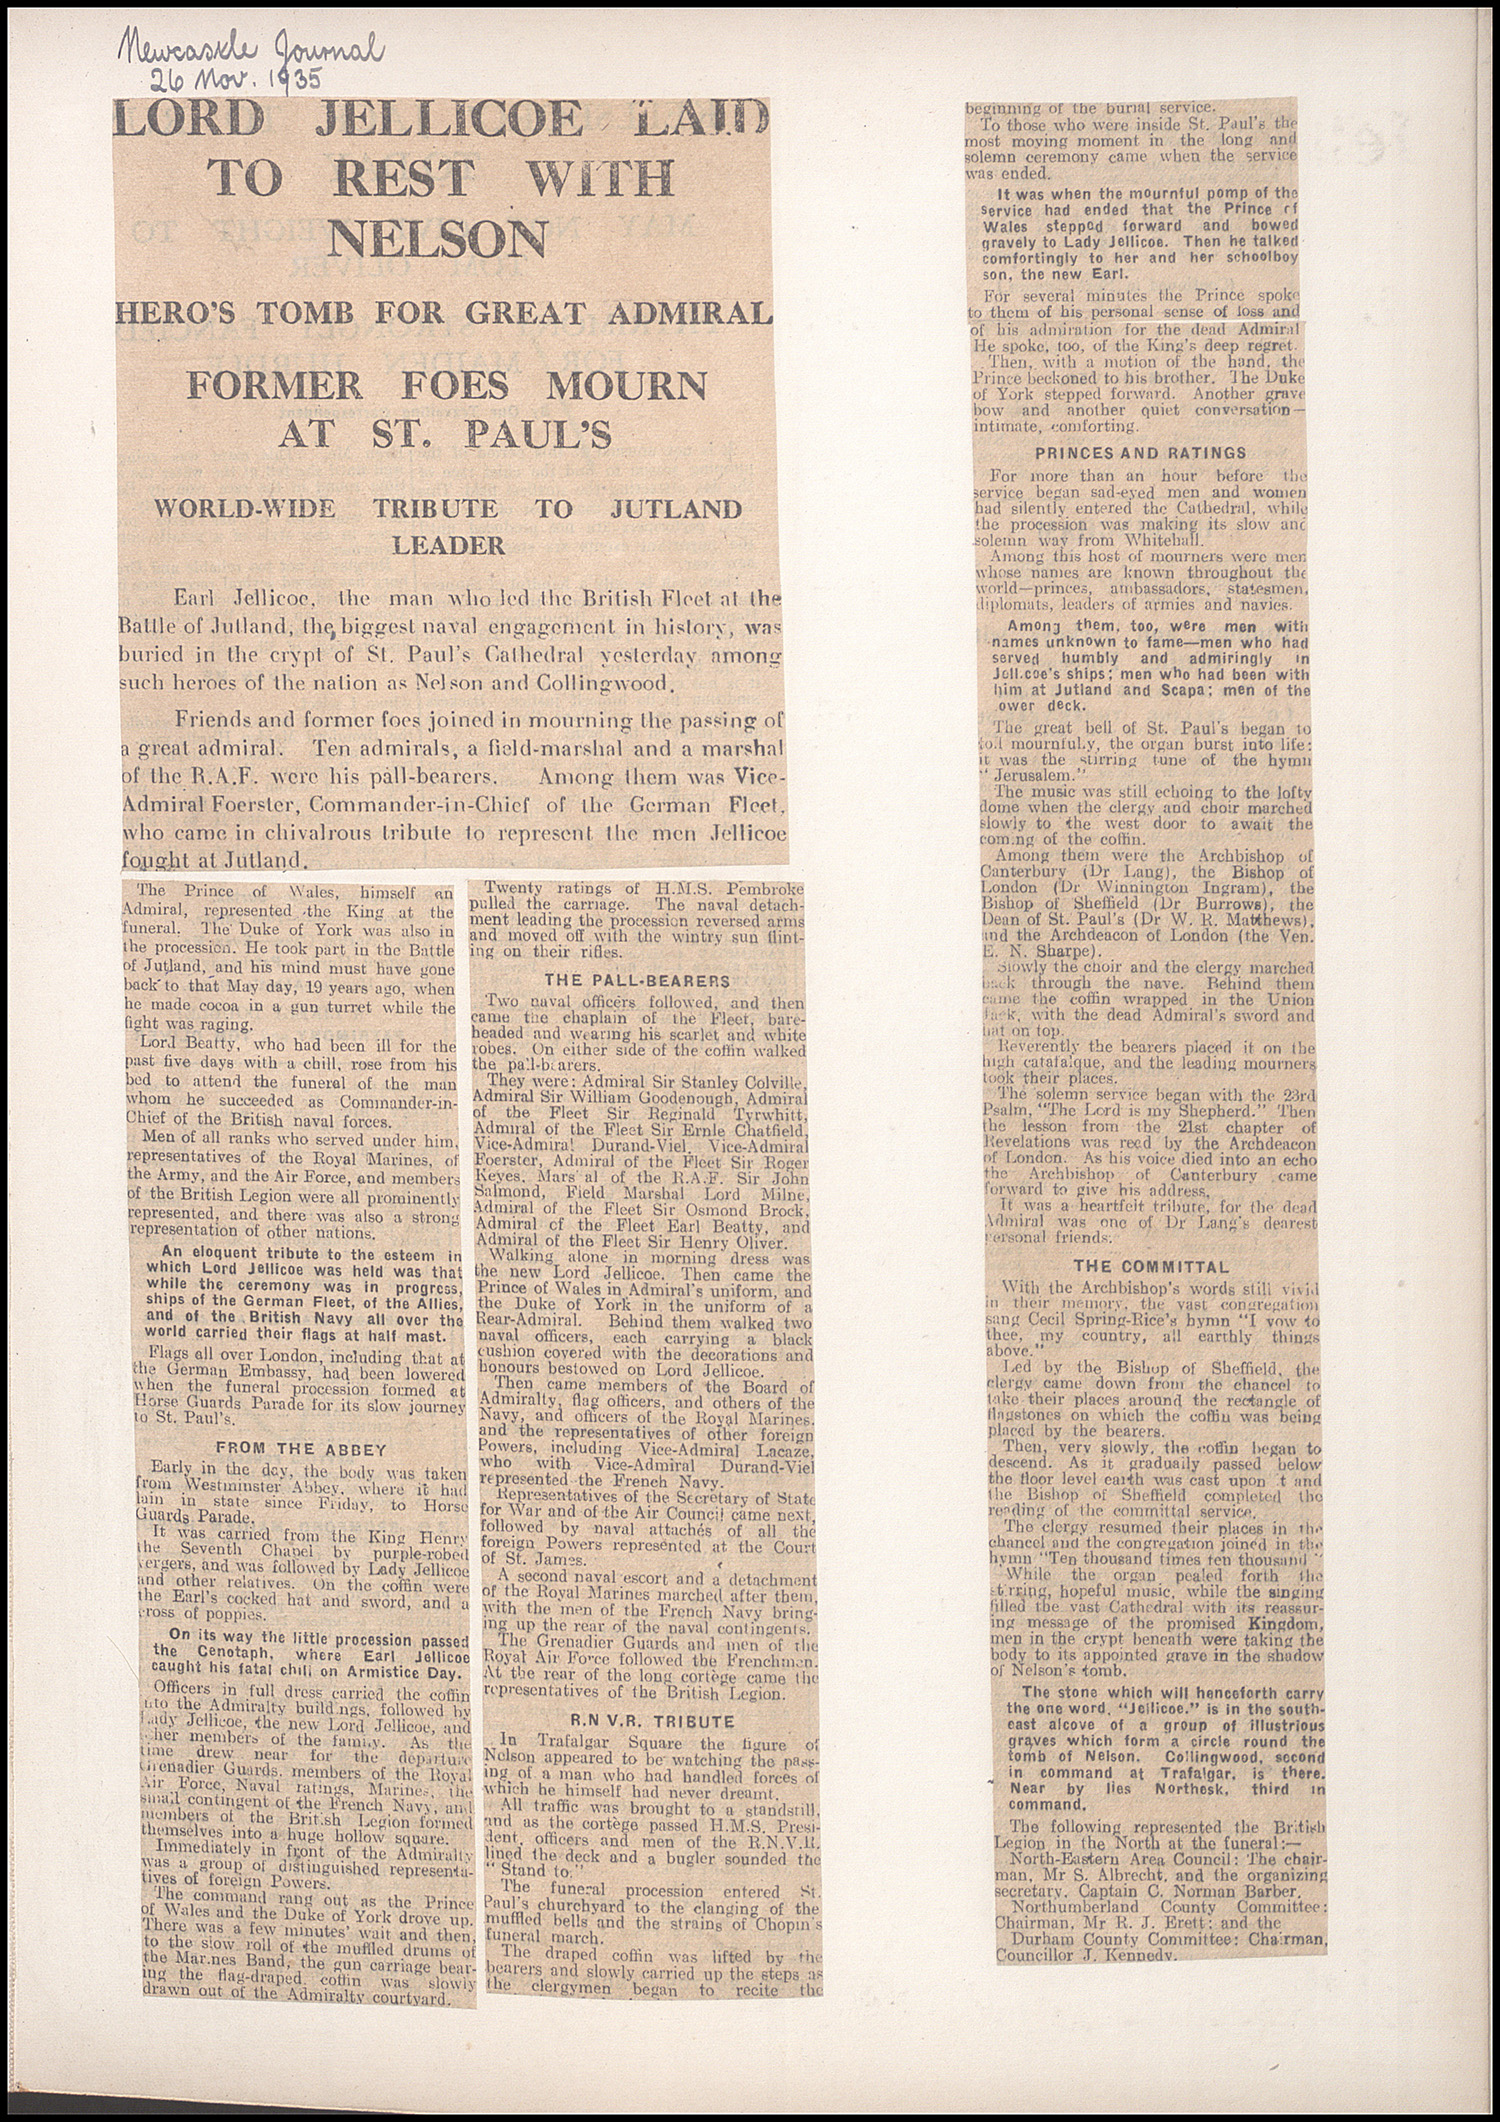 Newcastle Journal
26 Nov. 1935
LORD JELLICOE LAID
TO REST WITH
NELSON
HERO'S TOMB FOR GREAT ADMIRAL
FORMER FOES MOURN
AT ST. PAUL'S
WORLD-WIDE TRIBUTE TO JUTLAND
LEADER
Earl Jellicoe, the man who led the British Fleet at the
Battle of Jutland, the biggest naval engagement in history, was
buried in the crypt of St. Paul's Cathedral yesterday among
such heroes of the nation as Nelson and Collingwood.
Friends and former foes joined in mourning the passing of
a great admiral. Ten admirals, a field-marshal and a marshal
of the R.A.F. were his pall-bearers. Among them was Vice-
Admiral Foerster, Commander-in-Chief of the German Fleet,
who came in chivalrous tribute to represent the men Jellicoe
fought at Jutland.
The Prince of Wales, himself an
Admiral, represented the King at the
funeral. The Duke of York was also in
the procession. He took part in the Battle
of Jutland, and his mind must have gone
back to that May day, 19 years ago, when
he made cocoa in a gun turret while the
fight was raging.
Lord Beatty, who had been ill for the
past five days with a chill, rose from his
bed to attend the funeral of the man
whom he succeeded as Commander-in-
Chief of the British naval forces.
Men of all ranks who served under him,
representatives of the Royal Marines, of
the Army, and the Air Force, and members
of the British Legion were all prominently
represented, and there was also a strong
representation of other nations.
An eloquent tribute to the esteem in
which Lord Jellicoe was held was that
while the ceremony was in progress,
ships of the German Fleet, of the Allies,
and of the British Navy all over the
world carried their flags at half mast.
Flags all over London, including that at
the German Embassy, had been lowered
when the funeral procession formed at
Horse Guards Parade for its slow journey
to St. Paul's.
FROM THE ABBEY
Early in the day, the body was taken
from Westminster Abbey, where it had
lain in state since Friday, to Horse
Guards Parade.
It was carried from the King Henry
the Seventh Chapel by purple-robed
vergers, and was followed by Lady Jellicoe
and other relatives. On the coffin were
the Earl's cocked hat and sword, and a
cross of poppies.
On its way the little procession passed
the Cenotaph, where Earl Jellicoe
caught his fatal chill on Armistice Day.
Officers in full dress carried the coffin
into the Admiralty buildings, followed by
Lady Jellicoe, the new Lord Jellicoe, and
other members of the family. As the
time drew near for the departure
Grenadier Guards, members of the Royal
Air Force, Naval ratings, Marines, the
small contingent of the French Navy, and
members of the British Legion formed
themselves into a huge hollow square.
Immediately in front of the Admiralty
was a group of distinguished representa-
tives of foreign Powers.
The command rang out as the Prince
of Wales and the Duke of York drove up.
There was a few minutes' wait and then,
to the slow roll of the muffled drums of
the Marines Band, the gun carriage bear-
ing the flag-draped coffin was slowly
drawn out of the Admiralty courtyard.
Twenty ratings of H.M.S. Pembroke
pulled the carriage. The naval detach-
ment leading the procession reversed arms
and moved off with the wintry sun flint-
ing on their rifles.
THE PALL-BEARERS
Two naval officers followed, and then
came the chaplain of the Fleet, bare-
headed and wearing his scarlet and white
robes. On either side of the coffin walked
the pall-bearers.
They were: Admiral Sir Stanley Colville,
Admiral Sir William Goodenough, Admiral
of the Fleet Sir Reginald Tyrwhitt,
Admiral of the Fleet Sir Ernle Chatfield,
Vice-Admiral Durand-Viel, Vice-Admiral
Foerster, Admiral of the Fleet Sir Roger
Keyes, Marshal of the R.A.F. Sir John
Salmond, Field Marshal Lord Milne,
Admiral of the Fleet Sir Osmond Brock,
Admiral of the Fleet Earl Beatty, and
Admiral of the Fleet Sir Henry Oliver.
Walking alone in morning dress was
the new Lord Jellicoe. Then came the
Prince of Wales in Admiral's uniform, and
the Duke of York in the uniform of a
Rear-Admiral. Behind them walked two
naval officers, each carrying a black
cushion covered with the decorations and
honours bestowed on Lord Jellicoe.
Then came members of the Board of
Admiralty, flag officers, and others of the
Navy, and officers of the Royal Marines,
and the representatives of other foreign
Powers, including Vice-Admiral Lacaze,
who with Vice-Admiral Durand-Viel
represented the French Navy.
Representatives of the Secretary of State
for War and of the Air Council came next,
followed by naval attachés of all the
foreign Powers represented at the Court
of St. James.
A second naval escort and a detachment
of the Royal Marines marched after them,
with the men of the French Navy bring-
ing up the rear of the naval contingents.
The Grenadier Guards and men of the
Royal Air Force followed the Frenchmen.
At the rear of the long cortège came the
representatives of the British Legion.
R.N V.R. TRIBUTE
In Trafalgar Square the figure of
Nelson appeared to be watching the pass-
ing of a man who had handled forces of
which he himself had never dreamt.
All traffic was brought to a standstill,
and as the cortège passed H.M.S. Presi-
dent, officers and men of the R.N.V.R.
lined the deck and a bugler sounded the
"Stand to."
The funeral procession entered St.
Paul's churchyard to the clanging of the
muffled bells and the strains of Chopin's
funeral march.
The draped coffin was lifted by the
bearers and slowly carried up the steps as
the clergymen began to recite the
beginning of the burial service.
To those who were inside St. Paul's the
most moving moment in the long and
solemn ceremony came when the service
was ended.
It was when the mournful pomp of the
service had ended that the Prince of
Wales stepped forward and bowed
gravely to Lady Jellicoe. Then he talked
comfortingly to her and her schoolboy
son, the new Earl.
For several minutes the Prince spoke
to them of his personal sense of loss and
of his admiration for the dead Admiral
He spoke, too, of the King's deep regret.
Then, with a motion of the hand, the
Prince beckoned to his brother. The Duke
of York stepped forward. Another grave
bow and another quiet conversation—
intimate, comforting.
PRINCES AND RATINGS
For more than an hour before the
service began sad-eyed men and women
had silently entered the Cathedral, while
the procession was making its slow and
solemn way from Whitehall.
Among this host of mourners were men
whose names are known throughout the
world—princes, ambassadors, statesmen,
diplomats, leaders of armies and navies.
Among them, too, were men with
names unknown to fame—men who had
served humbly and admiringly in
Jellicoe's ships; men who had been with
him at Jutland and Scapa; men of the
lower deck.
The great bell of St. Paul's began to
toll mournfully, the organ burst into life:
it was the stirring tune of the hymn
"Jerusalem."
The music was still echoing to the lofty
dome when the clergy and choir marched
slowly to the west door to await the
coming of the coffin.
Among them were the Archbishop of
Canterbury (Dr Lang), the Bishop of
London (Dr Winnington Ingram), the
Bishop of Sheffield (Dr Burrows), the
Dean of St. Paul's (Dr W. R. Matthews),
and the Archdeacon of London (the Ven.
E. N. Sharpe).
Slowly the choir and the clergy marched
back through the nave. Behind them
came the coffin wrapped in the Union
Jack, with the dead Admiral's sword and
hat on top.
Reverently the bearers placed it on the
high catafalque, and the leading mourners
took their places.
The solemn service began with the 23rd
Psalm, "The Lord is my Shepherd." Then
the lesson from the 21st chapter of
Revelations was reed by the Archdeacon
of London. As his voice died into an echo
the Archbishop of Canterbury came
forward to give his address.
It was a heartfelt tribute, for the dead
Admiral was one of Dr Lang's dearest
personal friends.
THE COMMITTAL
With the Archbishop's words still vivid
in their memory, the vast congregation
sang Cecil Spring-Rice's hymn "I vow to
thee, my country, all earthly things
above."
Led by the Bishop of Sheffield, the
clergy came down from the chancel to
take their places around the rectangle of
flagstones on which the coffin was being
placed by the bearers.
Then, very slowly, the coffin began to
descend. As it gradually passed below
the floor level earth was cast upon it and
the Bishop of Sheffield completed the
reading of the committal service.
The clergy resumed their places in the
chancel and the congregation joined in the
hymn "Ten thousand times ten thousand"
While the organ pealed forth the
stirring, hopeful music, while the singing
filled the vast Cathedral with its reassur-
ing message of the promised Kingdom,
men in the crypt beneath were taking the
body to its appointed grave in the shadow
of Nelson's tomb.
The stone which will henceforth carry
the one word, "Jellicoe," is in the south-
east alcove of a group of illustrious
graves which form a circle round the
tomb of Nelson. Collingwood, second
in command at Trafalgar, is there.
Near by lies Northesk, third in
command.
The following represented the British
Legion in the North at the funeral:—
North-Eastern Area Council: The chair-
man, Mr S. Albrecht, and the organizing
secretary, Captain C. Norman Barber.
Northumberland County Committee:
Chairman, Mr R. J. Erett; and the
Durham County Committee: Chairman,
Councillor J. Kennedy.